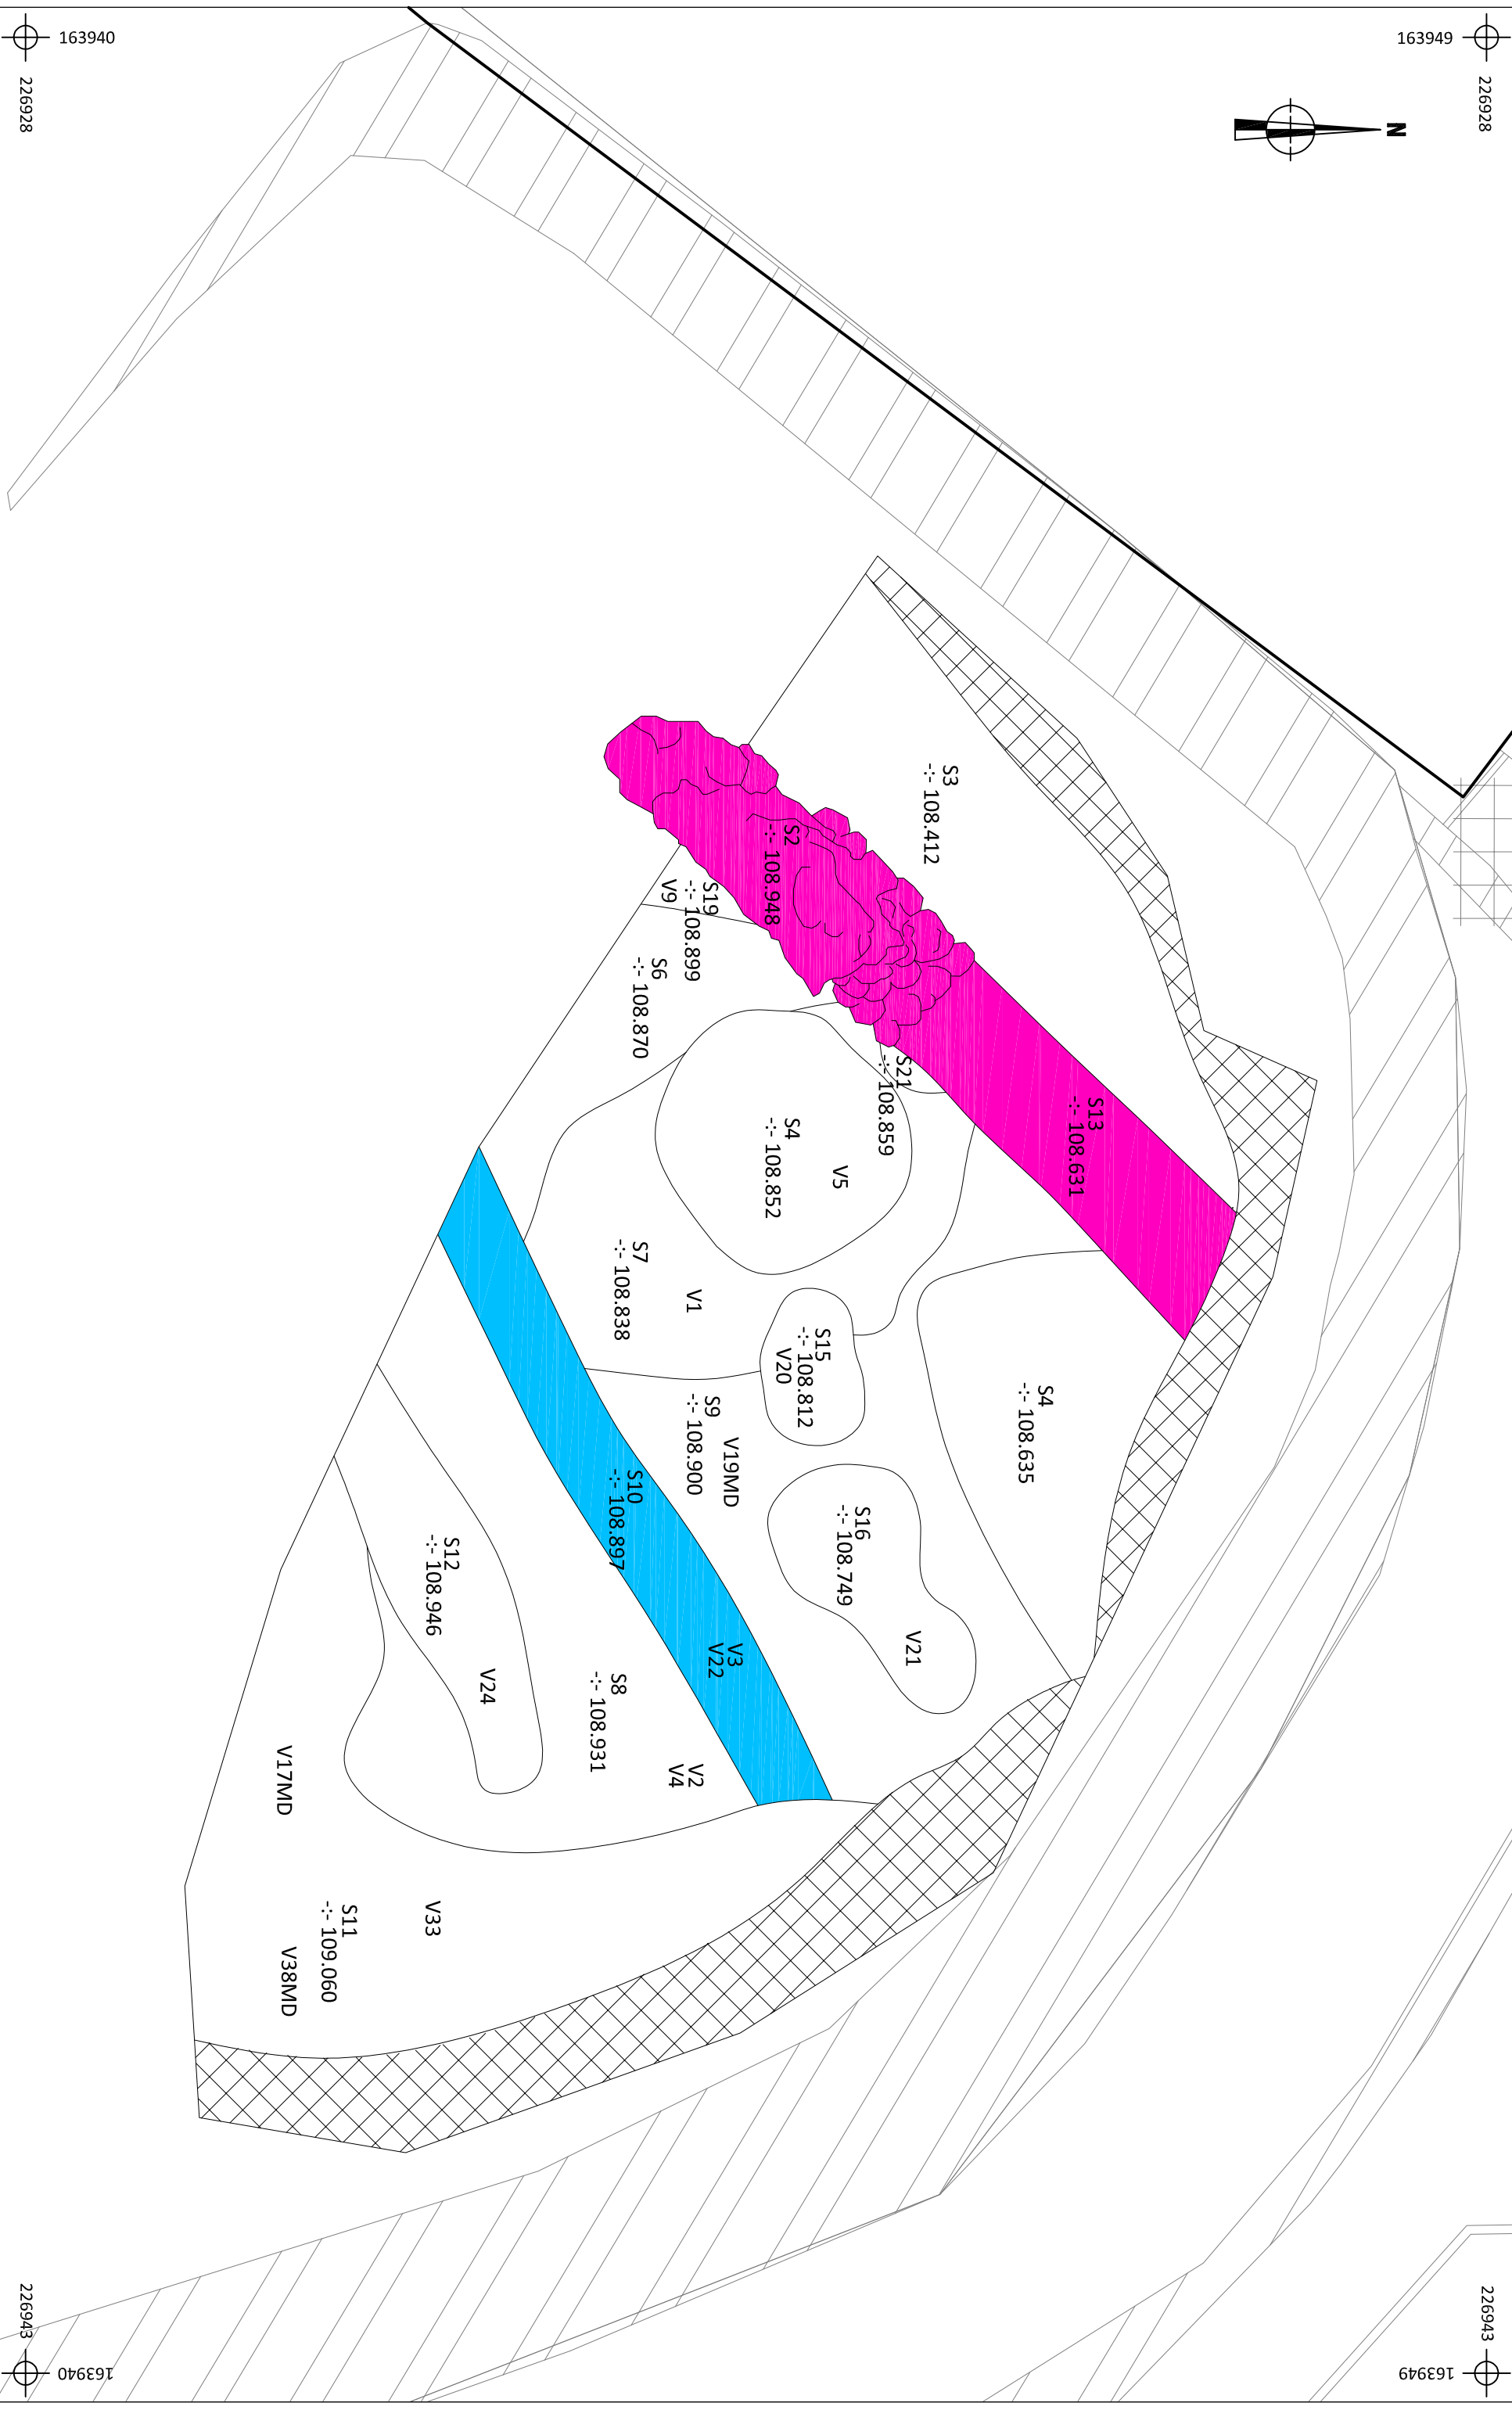 163940
226928
163949
226928
N
S3
-:- 108.412
S2
-:- 108.948
S19
-:- 108.899
V9
S6
-:- 108.870
S21
-:- 108.859
S13
-:- 108.631
S4
-:- 108.852
V5
S7
-:- 108.838
V1
S15
-:- 108.812
V20
S4
-:- 108.635
S9
-:- 108.900
V19MD
S10
-:- 108.897
S16
-:- 108.749
V21
S12
-:- 108.946
V24
V3
V22
S8
-:- 108.931
V2
V4
V17MD
V33
S11
-:- 109.060
V38MD
226943
163940
226943
163949